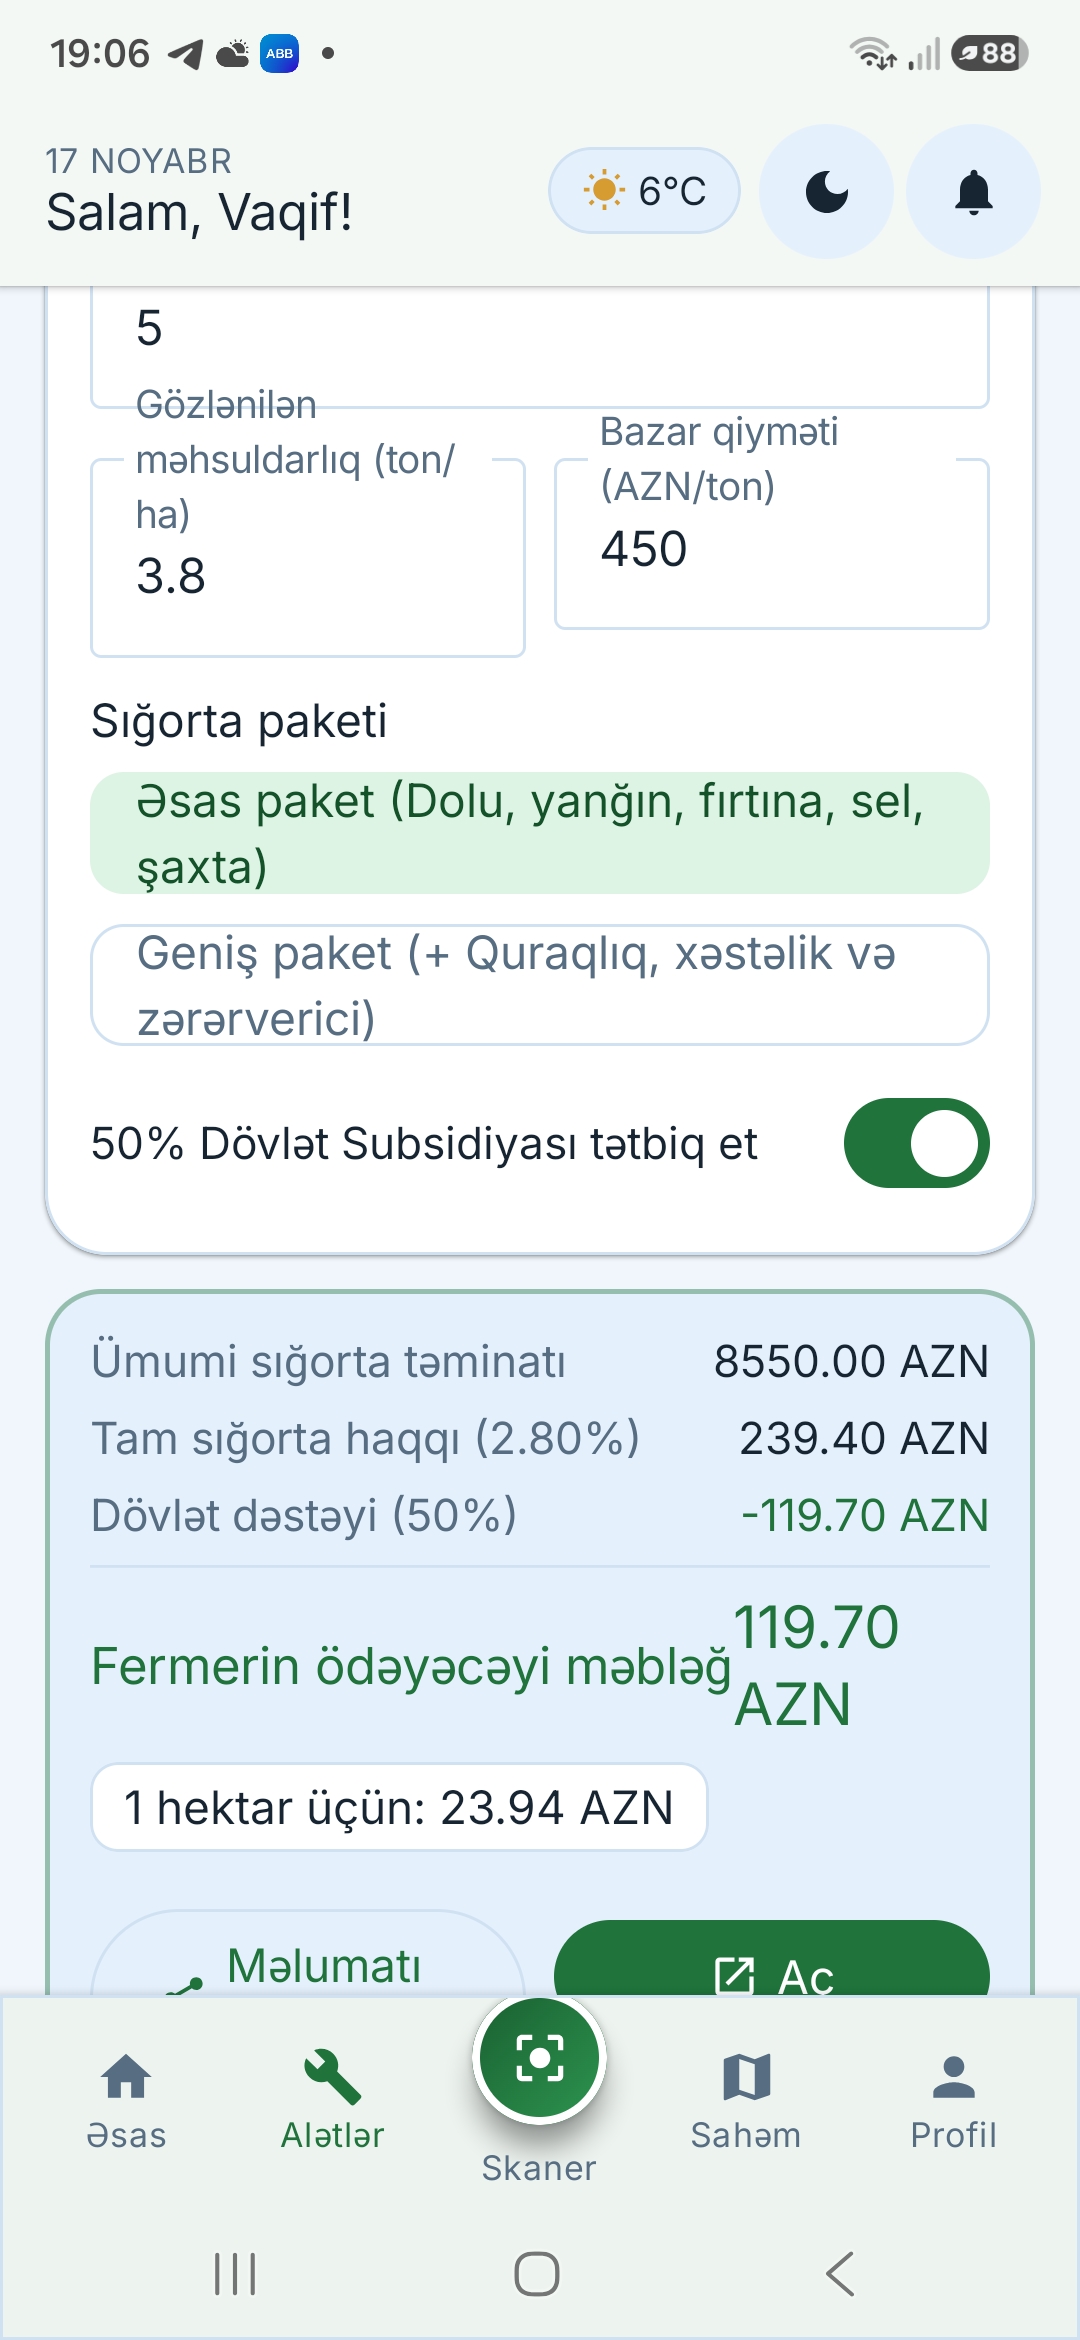 19:06
ABB
88
17 NOYABR
Salam, Vaqif!
6°C
5
Gözlənilən
məhsuldarlıq (ton/
ha)
3.8
Bazar qiyməti
(AZN/ton)
450
Sığorta paketi
Əsas paket (Dolu, yanğın, fırtına, sel,
şaxta)
Geniş paket (+ Quraqlıq, xəstəlik və
zərərverici)
50% Dövlət Subsidiyası tətbiq et
Ümumi sığorta təminatı 8550.00 AZN
Tam sığorta haqqı (2.80%) 239.40 AZN
Dövlət dəstəyi (50%) -119.70 AZN
Fermerin ödəyəcəyi məbləğ 119.70
AZN
1 hektar üçün: 23.94 AZN
Məlumatı
Aç
Əsas
Alətlər
Skaner
Sahəm
Profil